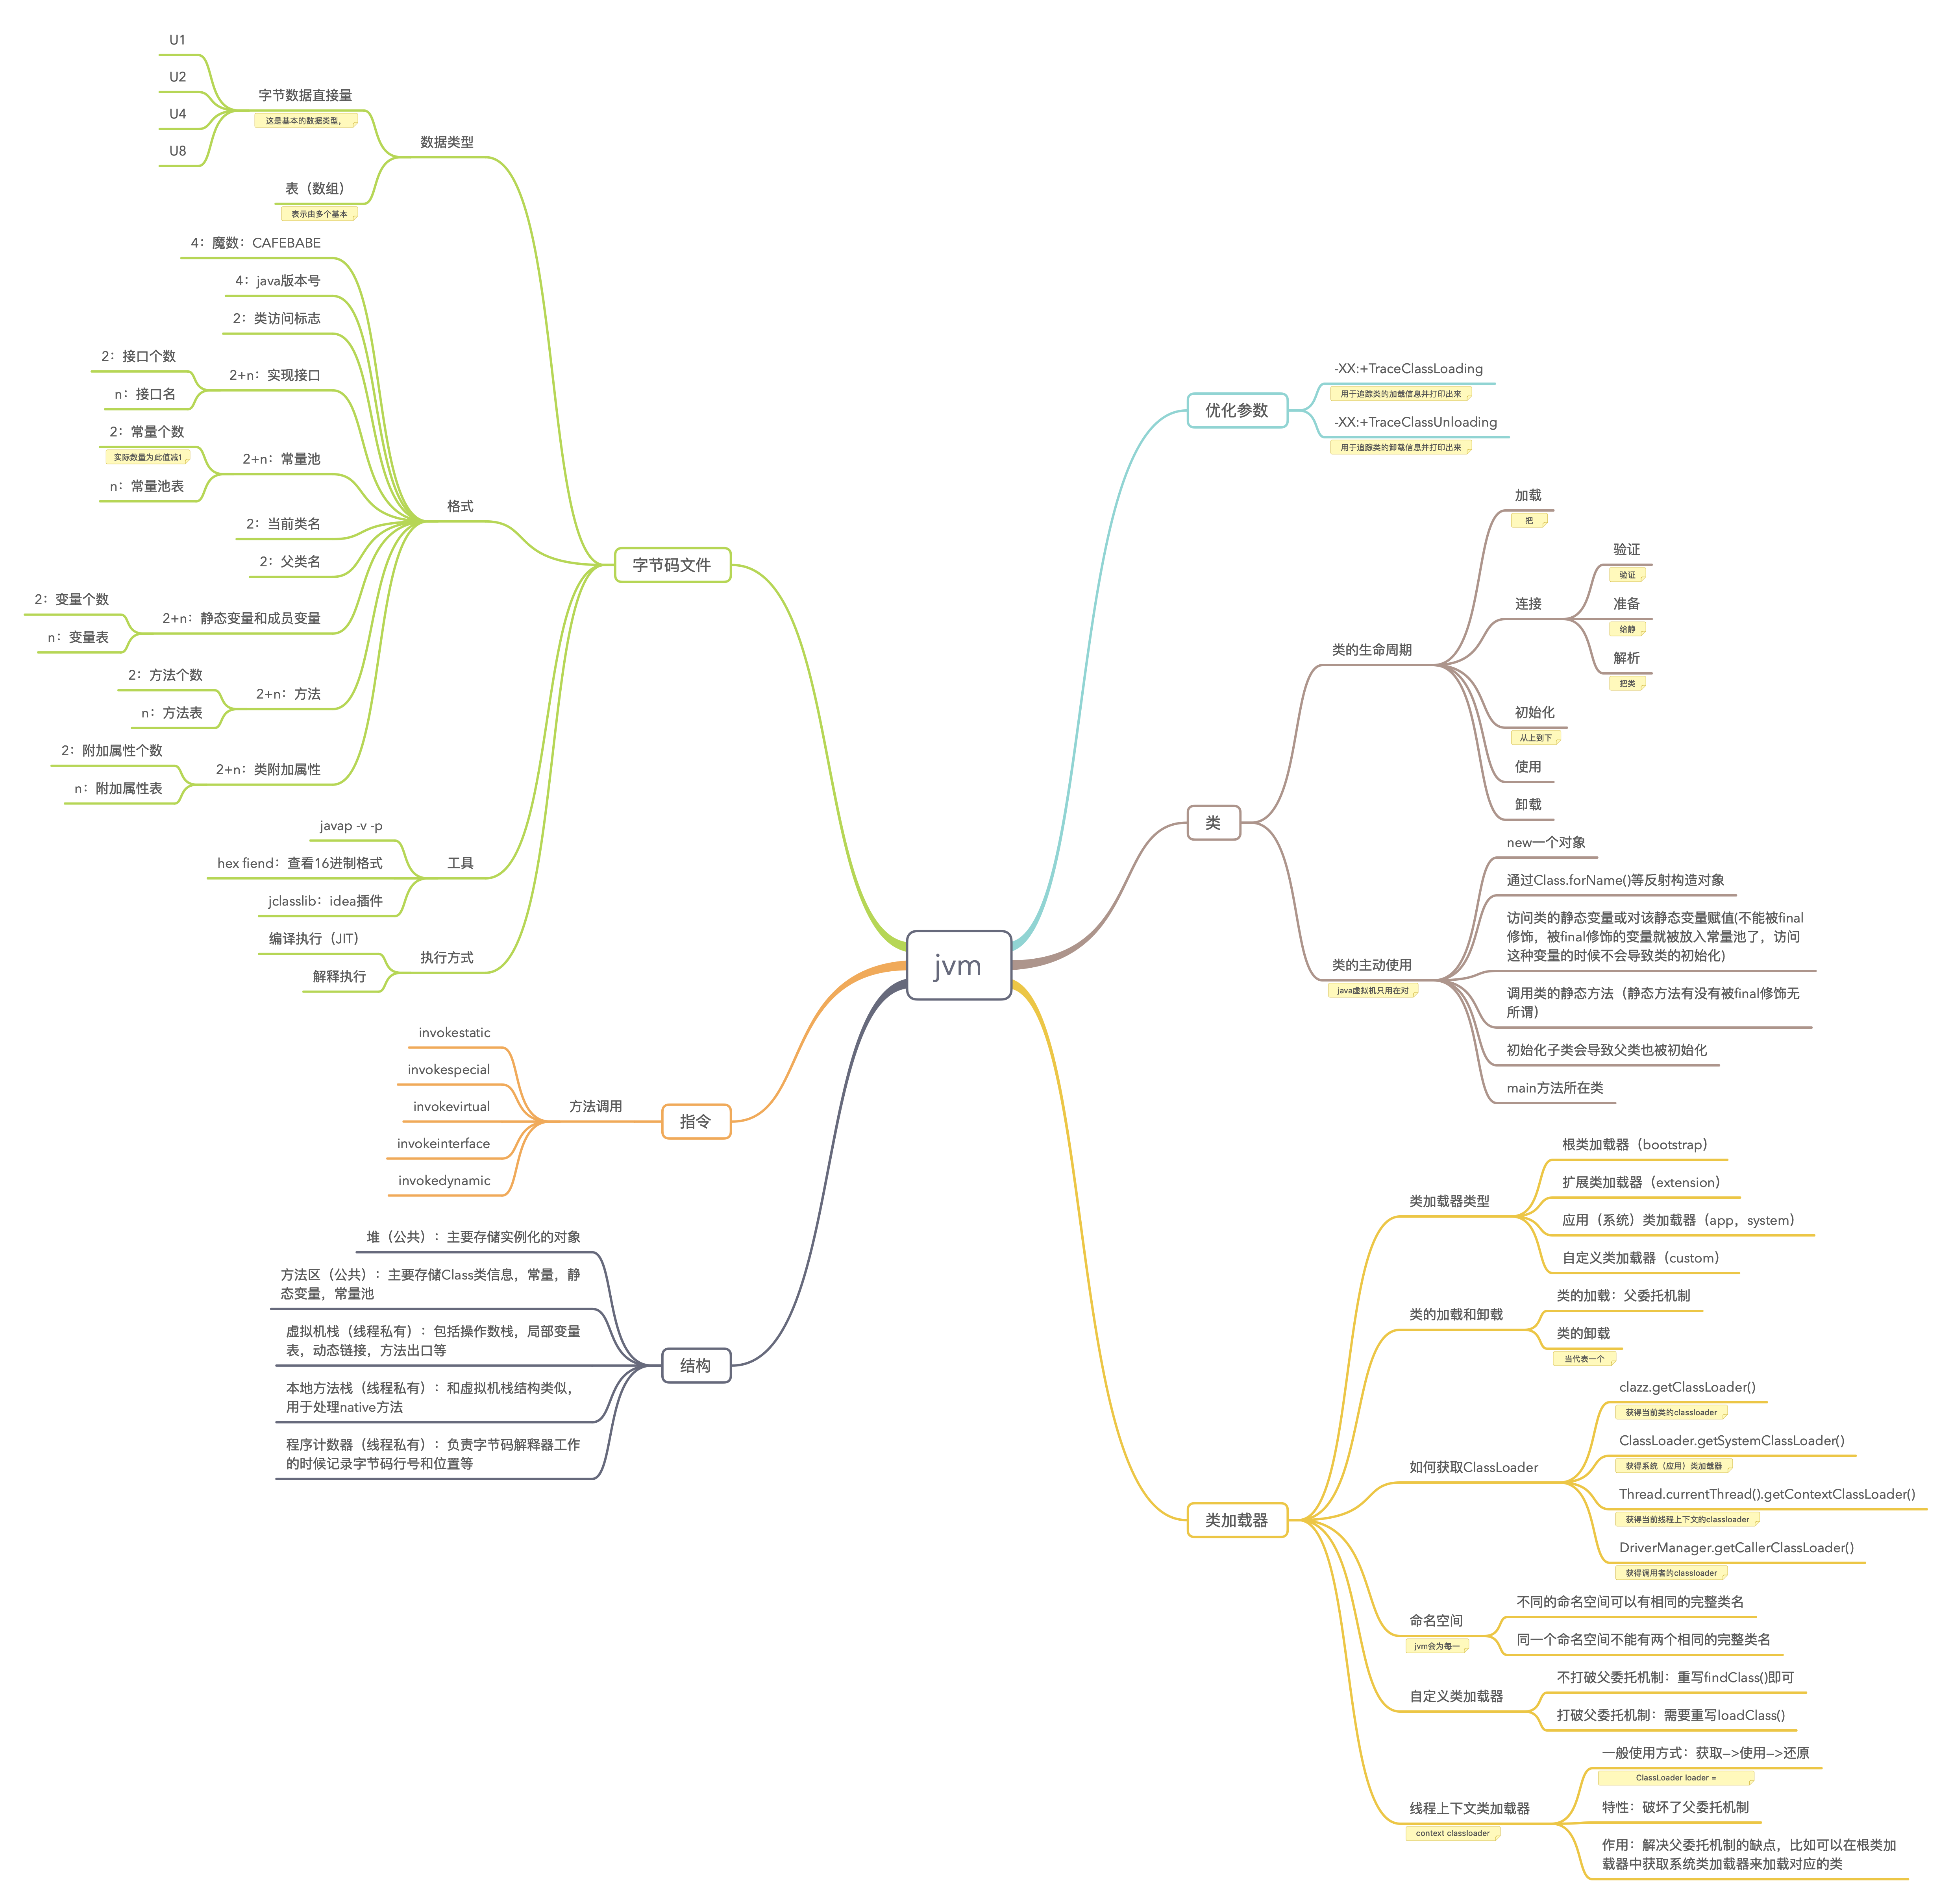 jvm
字节码文件
数据类型
字节数据直接量
这是基本的数据类型，
U1
U2
U4
U8
表（数组）
表示由多个基本
格式
4：魔数：CAFEBABE
4：java版本号
2：类访问标志
2+n：实现接口
2：接口个数
n：接口名
2+n：常量池
2：常量个数
实际数量为此值减1
n：常量池表
2：当前类名
2：父类名
2+n：静态变量和成员变量
2：变量个数
n：变量表
2+n：方法
2：方法个数
n：方法表
2+n：类附加属性
2：附加属性个数
n：附加属性表
工具
javap -v -p
hex fiend：查看16进制格式
jclasslib：idea插件
执行方式
编译执行（JIT）
解释执行
指令
方法调用
invokestatic
invokespecial
invokevirtual
invokeinterface
invokedynamic
结构
堆（公共）：主要存储实例化的对象
方法区（公共）：主要存储Class类信息，常量，静
态变量，常量池
虚拟机栈（线程私有）：包括操作数栈，局部变量
表，动态链接，方法出口等
本地方法栈（线程私有）：和虚拟机栈结构类似，
用于处理native方法
程序计数器（线程私有）：负责字节码解释器工作
的时候记录字节码行号和位置等
优化参数
-XX:+TraceClassLoading
用于追踪类的加载信息并打印出来
-XX:+TraceClassUnloading
用于追踪类的卸载信息并打印出来
类
类的生命周期
加载
把
连接
验证
验证
准备
给静
解析
把类
初始化
从上到下
使用
卸载
类的主动使用
java虚拟机只用在对
new一个对象
通过Class.forName()等反射构造对象
访问类的静态变量或对该静态变量赋值(不能被final
修饰，被final修饰的变量就被放入常量池了，访问
这种变量的时候不会导致类的初始化)
调用类的静态方法（静态方法有没有被final修饰无
所谓）
初始化子类会导致父类也被初始化
main方法所在类
类加载器
类加载器类型
根类加载器（bootstrap）
扩展类加载器（extension）
应用（系统）类加载器（app，system）
自定义类加载器（custom）
类的加载和卸载
类的加载：父委托机制
类的卸载
当代表一个
如何获取ClassLoader
clazz.getClassLoader()
获得当前类的classloader
ClassLoader.getSystemClassLoader()
获得系统（应用）类加载器
Thread.currentThread().getContextClassLoader()
获得当前线程上下文的classloader
DriverManager.getCallerClassLoader()
获得调用者的classloader
命名空间
jvm会为每一
不同的命名空间可以有相同的完整类名
同一个命名空间不能有两个相同的完整类名
自定义类加载器
不打破父委托机制：重写findClass()即可
打破父委托机制：需要重写loadClass()
线程上下文类加载器
context classloader
一般使用方式：获取—>使用—>还原
ClassLoader loader =
特性：破坏了父委托机制
作用：解决父委托机制的缺点，比如可以在根类加
载器中获取系统类加载器来加载对应的类